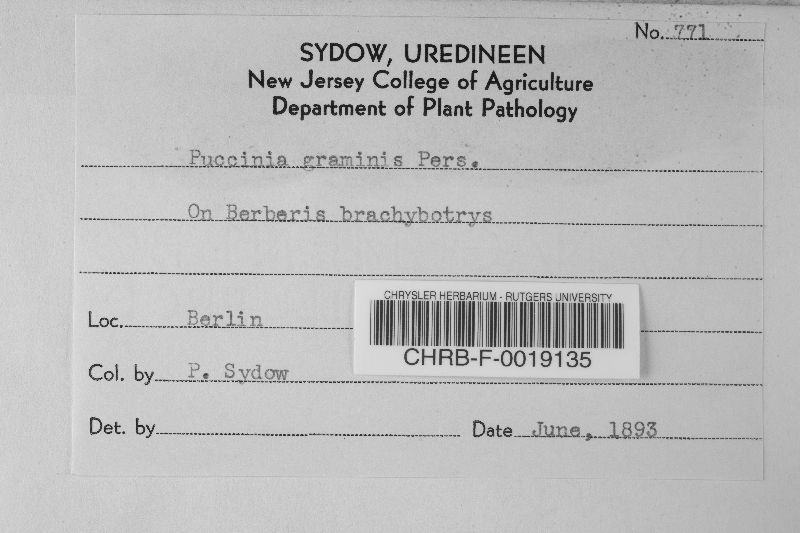 No. 771
SYDOW, UREDINEEN
New Jersey College of Agriculture
Department of Plant Pathology
Puccinia graminis Pers.
On Berberis brachybotrys
CHRYSLER HERBARIUM - RUTGERS UNIVERSITY
Loc. Berlin
CHRB-F-0019135
Col. by P. Sydow
Det. by Date June, 1893